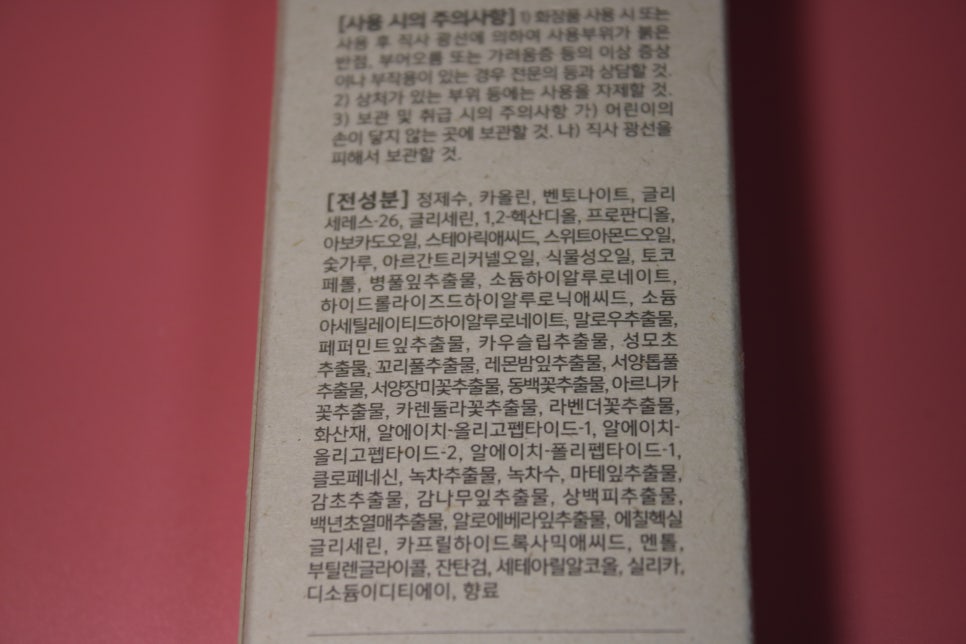 [사용 시의 주의사항] 1) 화장품 사용 시 또는
사용 후 직사 광선에 의하여 사용부위가 붉은
반점, 부어오름 또는 가려움증 등의 이상 증상
이나 부작용이 있는 경우 전문의 등과 상담할 것.
2) 상처가 있는 부위 등에는 사용을 자제할 것.
3) 보관 및 취급 시의 주의사항 가) 어린이의
손이 닿지 않는 곳에 보관할 것. 나) 직사 광선을
피해서 보관할 것.
[전성분] 정제수, 카올린, 벤토나이트, 글리
세레스-26, 글리세린, 1,2-헥산디올, 프로판디올,
아보카도오일, 스테아릭애씨드, 스위트아몬드오일,
숯가루, 아르간트리커넬오일, 식물성오일, 토코
페롤, 병풀잎추출물, 소듐하이알루로네이트,
하이드롤라이즈드하이알루로닉애씨드, 소듐
아세틸레이티드하이알루로네이트, 말로우추출물,
페퍼민트잎추출물, 카우슬립추출물, 성모초
추출물, 꼬리풀추출물, 레몬밤잎추출물, 서양톱풀
추출물, 서양장미꽃추출물, 동백꽃추출물, 아르니카
꽃추출물, 카렌둘라꽃추출물, 라벤더꽃추출물,
화산재, 알에이치-올리고펩타이드-1, 알에이치-
올리고펩타이드-2, 알에이치-폴리펩타이드-1,
클로페네신, 녹차추출물, 녹차수, 마테잎추출물,
감초추출물, 감나무잎추출물, 상백피추출물,
백년초열매추출물, 알로에베라잎추출물, 에칠헥실
글리세린, 카프릴하이드록사믹애씨드, 멘톨,
부틸렌글라이콜, 잔탄검, 세테아릴알코올, 실리카,
디소듐이디티에이, 향료